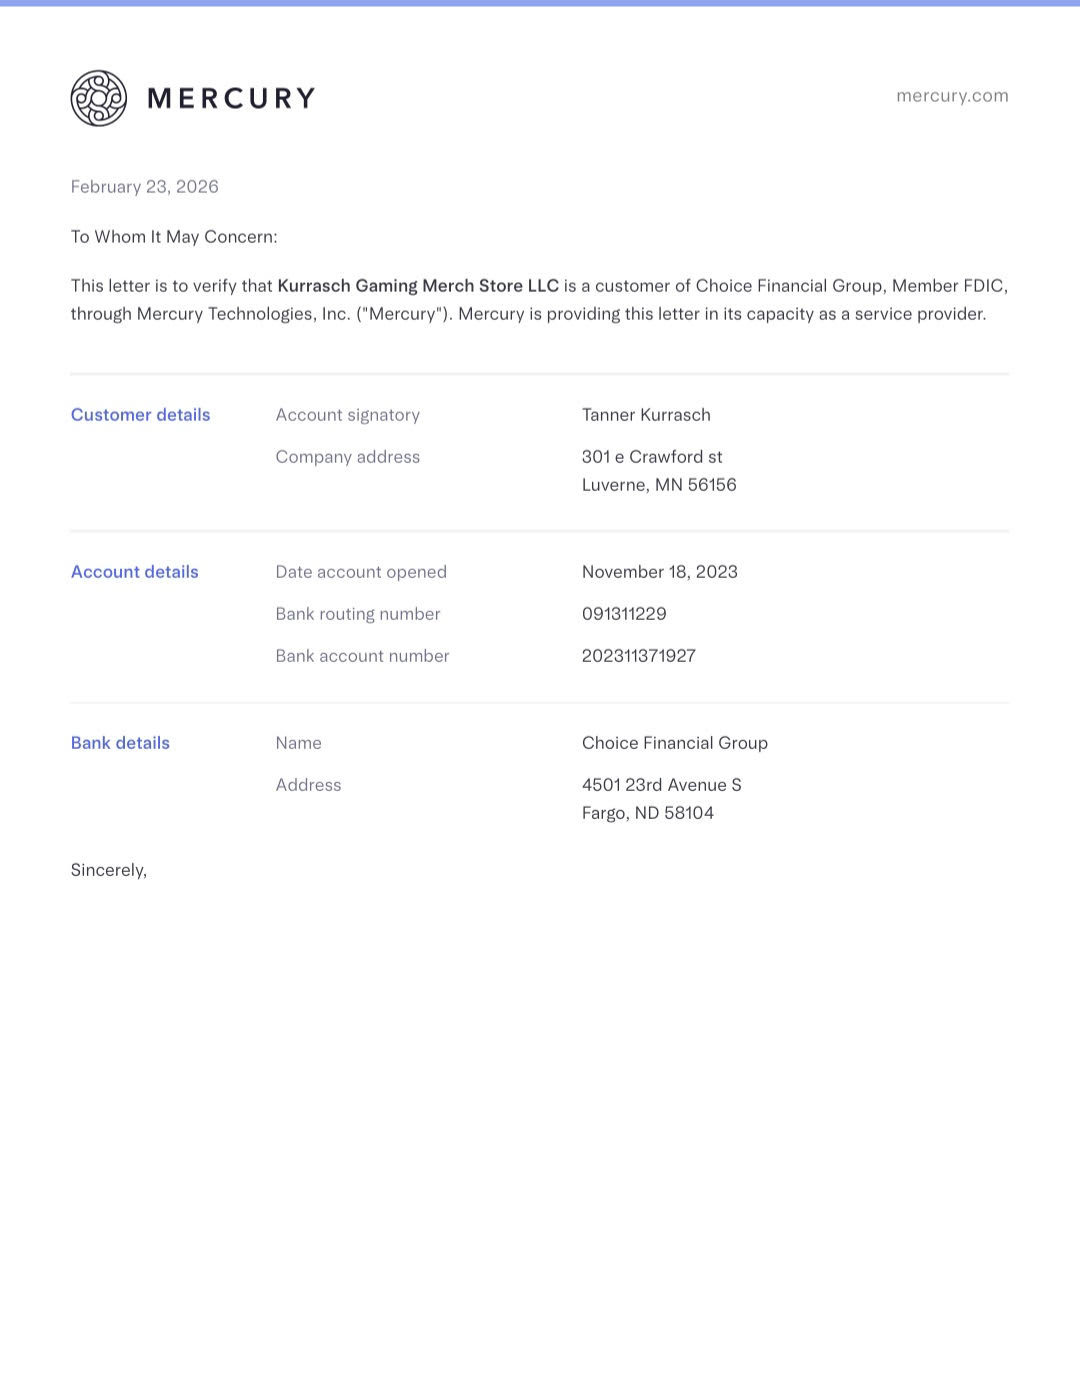 MERCURY
mercury.com
February 23, 2026
To Whom It May Concern:
This letter is to verify that Kurrasch Gaming Merch Store LLC is a customer of Choice Financial Group, Member FDIC,
through Mercury Technologies, Inc. ("Mercury"). Mercury is providing this letter in its capacity as a service provider.
Customer details
Account signatory
Tanner Kurrasch
Company address
301 e Crawford st
Luverne, MN 56156
Account details
Date account opened
November 18, 2023
Bank routing number
091311229
Bank account number
202311371927
Bank details
Name
Choice Financial Group
Address
4501 23rd Avenue S
Fargo, ND 58104
Sincerely,